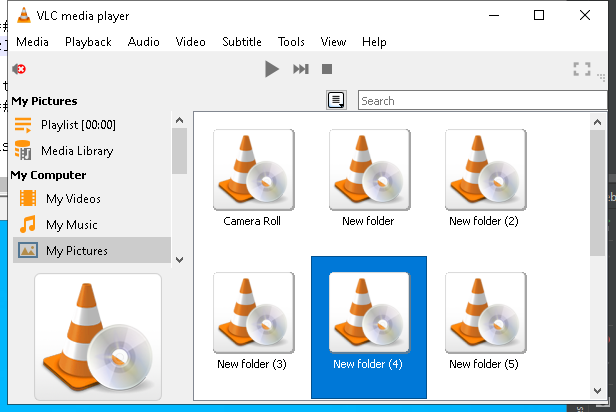 VLC media player
Media Playback Audio Video Subtitle Tools View Help
My Pictures
Search
Playlist [00:00]
Media Library
My Computer
My Videos
My Music
My Pictures
Camera Roll New folder New folder (2)
New folder (3) New folder (4) New folder (5)